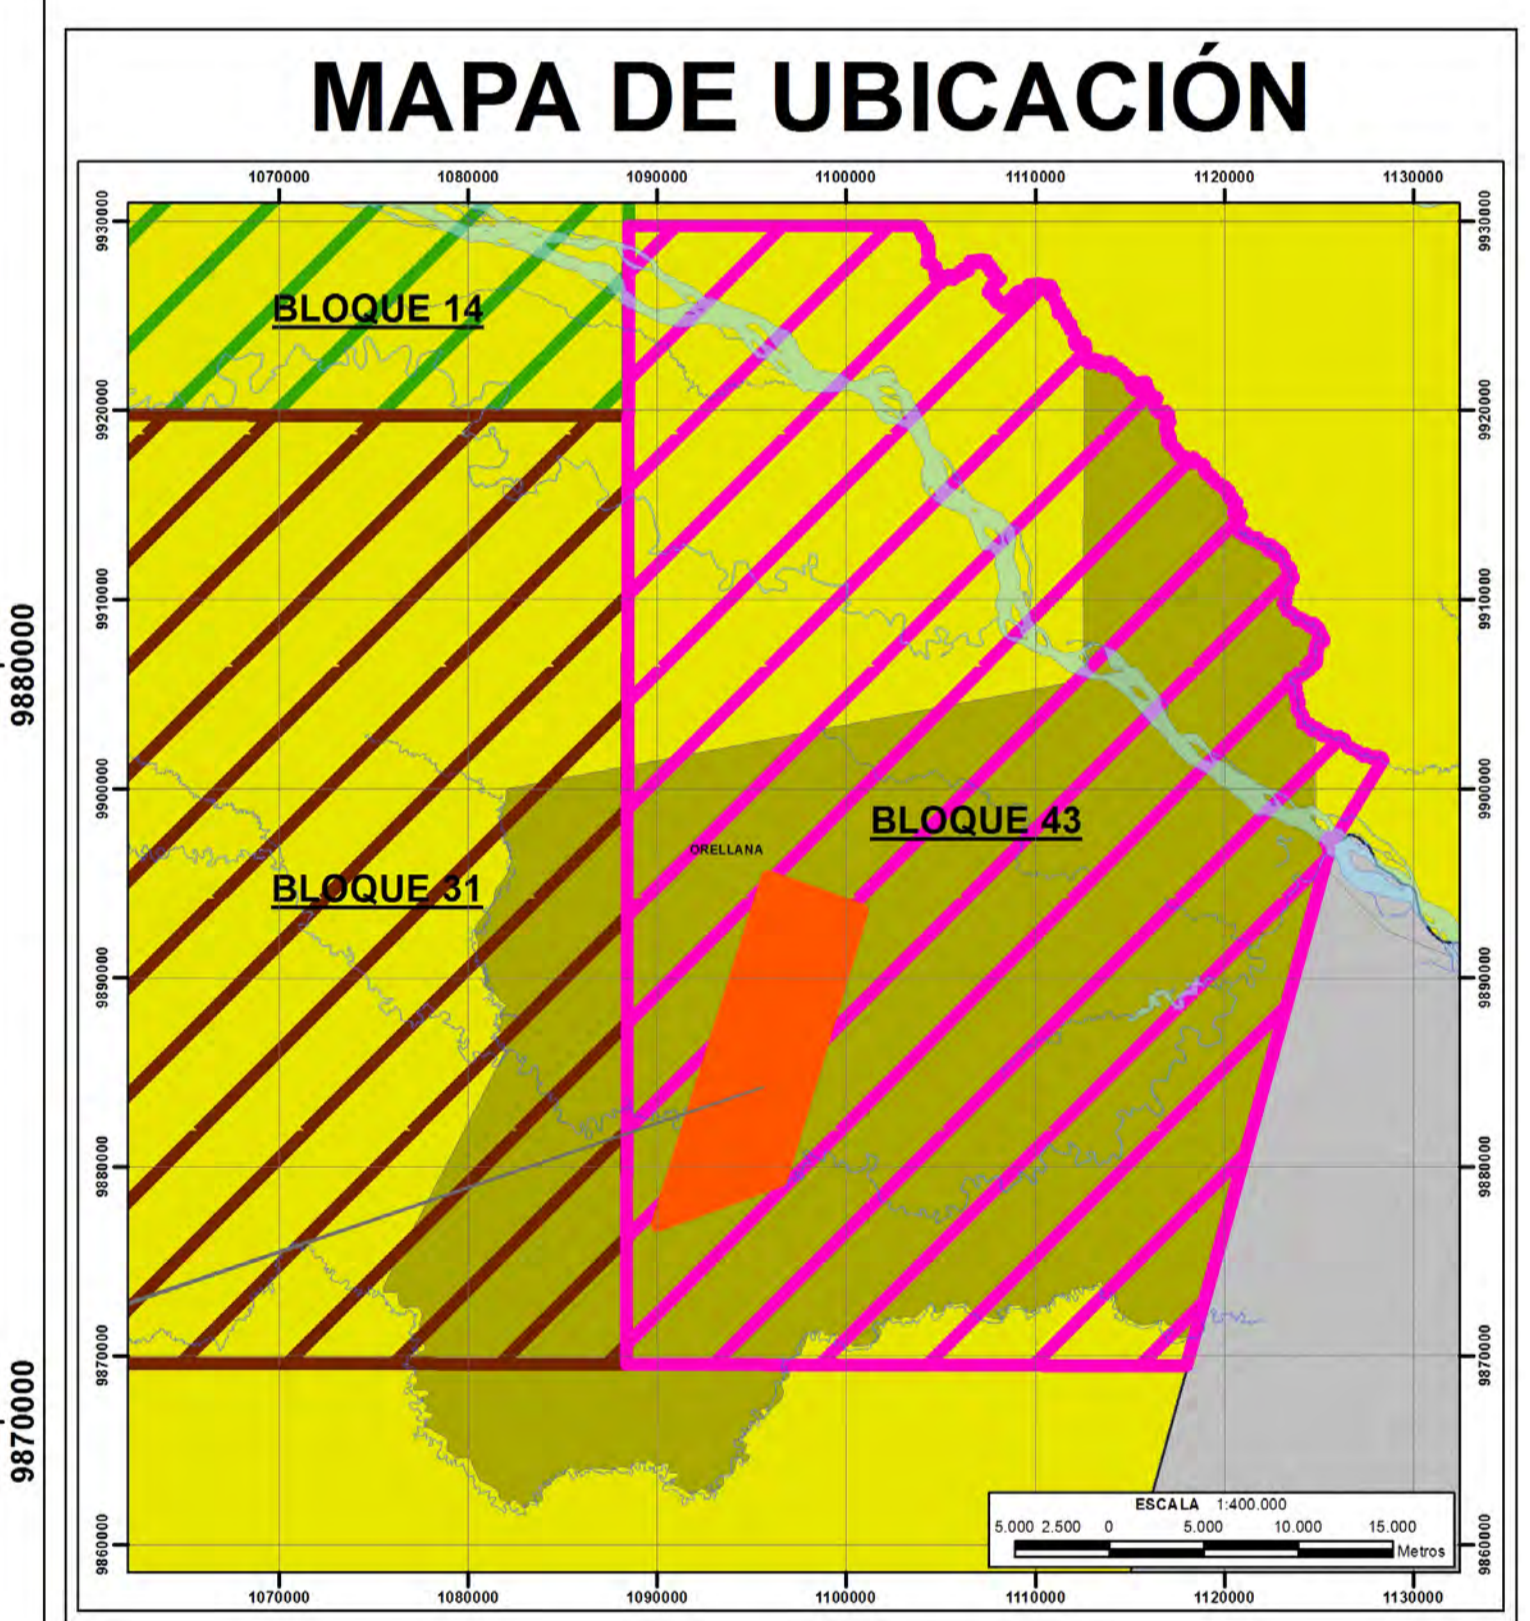 MAPA DE UBICACIÓN
1070000 1080000 1090000 1100000 1110000 1120000 1130000
9930000 9930000
BLOQUE 14
9920000 9920000
9910000 9910000
9880000
9900000 9900000
BLOQUE 43
ORELLANA
BLOQUE 31
9890000 9890000
9880000 9880000
9870000 9870000
9870000
ESCALA 1:400.000
5.000 2.500 0 5.000 10.000 15.000
Metros
9860000 9860000
1070000 1080000 1090000 1100000 1110000 1120000 1130000